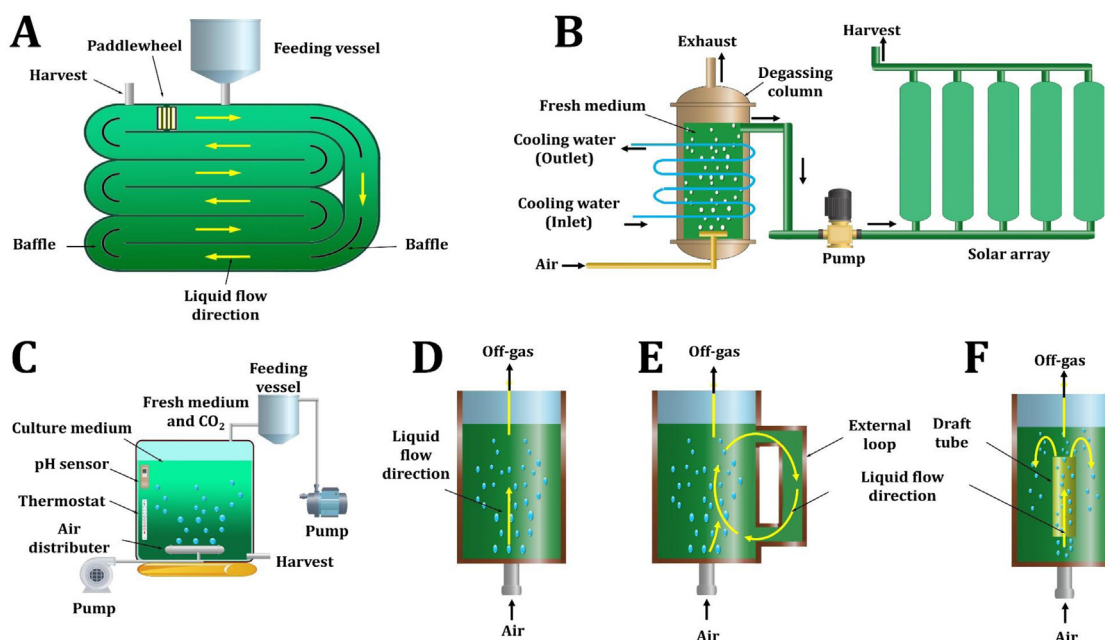 A
Paddlewheel
Feeding vessel
Harvest
Baffle
Baffle
Liquid flow
direction
B
Exhaust
Harvest
Degassing
column
Fresh medium
Cooling water
(Outlet)
Cooling water
(Inlet)
Air
Pump
Solar array
C
Feeding
vessel
Fresh medium
and CO₂
Culture medium
pH sensor
Thermostat
Air
distributer
Pump
Harvest
Pump
D
Off-gas
Liquid
flow
direction
Air
E
Off-gas
External
loop
Liquid flow
direction
Air
F
Off-gas
Draft
tube
Air